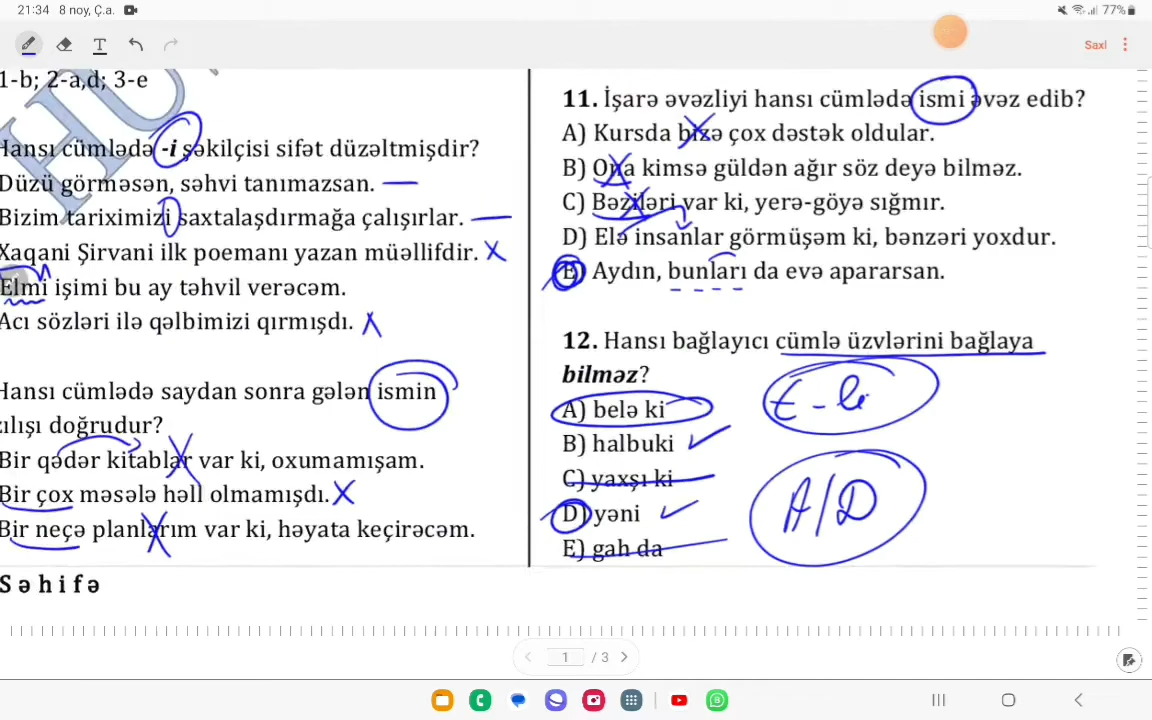 21:34 8 noy, Ç.a. 77%
T Saxl
1-b; 2-a,d; 3-e
Hansı cümlədə -i şəkilçisi sifət düzəltmişdir?
Düzü görməsən, səhvi tanımazsan.
Bizim tariximizi saxtalaşdırmağa çalışırlar.
Xaqani Şirvani ilk poemanı yazan müəllifdir.
Elmi işimi bu ay təhvil verəcəm.
Acı sözləri ilə qəlbimizi qırmışdı.
Hansı cümlədə saydan sonra gələn ismin
zılışı doğrudur?
Bir qədər kitablar var ki, oxumamışam.
Bir çox məsələ həll olmamışdı.
Bir neçə planlarım var ki, həyata keçirəcəm.
Səhifə
11. İşarə əvəzliyi hansı cümlədə ismi əvəz edib?
A) Kursda bizə çox dəstək oldular.
B) Ona kimsə güldən ağır söz deyə bilməz.
C) Bəziləri var ki, yerə-göyə sığmır.
D) Elə insanlar görmüşəm ki, bənzəri yoxdur.
E) Aydın, bunları da evə apararsan.
12. Hansı bağlayıcı cümlə üzvlərini bağlaya
bilməz?
A) belə ki
B) halbuki
C) yaxşı ki
D) yəni
E) gah da
A/D
1 / 3